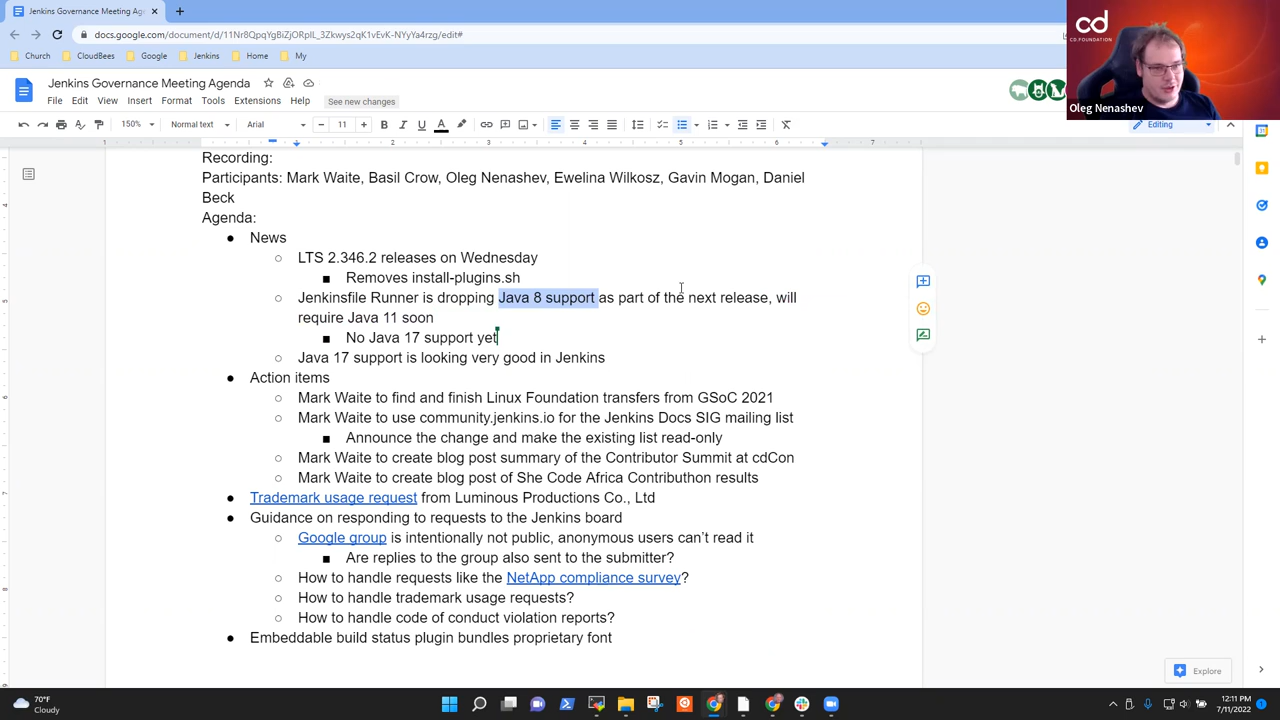 Jenkins Governance Meeting Agen
docs.google.com/document/d/11Nr8QpqYgBiZjORpIL_3Zkwys2qK1vEvK-NYyYa4rzg/edit#
Church
CloudBees
Google
Jenkins
Home
My
Jenkins Governance Meeting Agenda
File Edit View Insert Format Tools Extensions Help See new changes
150% Normal text Arial 11 Editing
cd
CD.FOUNDATION
Oleg Nenashev
1 1 2 3 4 5 6 7
Recording:
Participants: Mark Waite, Basil Crow, Oleg Nenashev, Ewelina Wilkosz, Gavin Mogan, Daniel
Beck
Agenda:
● News
○ LTS 2.346.2 releases on Wednesday
■ Removes install-plugins.sh
○ Jenkinsfile Runner is dropping Java 8 support as part of the next release, will
require Java 11 soon
■ No Java 17 support yet
○ Java 17 support is looking very good in Jenkins
● Action items
○ Mark Waite to find and finish Linux Foundation transfers from GSoC 2021
○ Mark Waite to use community.jenkins.io for the Jenkins Docs SIG mailing list
■ Announce the change and make the existing list read-only
○ Mark Waite to create blog post summary of the Contributor Summit at cdCon
○ Mark Waite to create blog post of She Code Africa Contributhon results
● Trademark usage request from Luminous Productions Co., Ltd
● Guidance on responding to requests to the Jenkins board
○ Google group is intentionally not public, anonymous users can’t read it
■ Are replies to the group also sent to the submitter?
○ How to handle requests like the NetApp compliance survey?
○ How to handle trademark usage requests?
○ How to handle code of conduct violation reports?
● Embeddable build status plugin bundles proprietary font
Explore
70°F
Cloudy
12:11 PM
7/11/2022